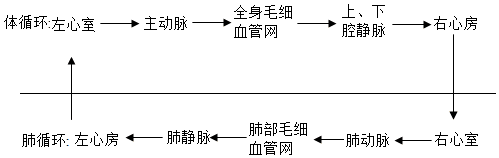 体循环:左心室 主动脉 全身毛细血管网 上、下腔静脉 右心房
肺循环: 左心房 肺静脉 肺部毛细血管网 肺动脉 右心室